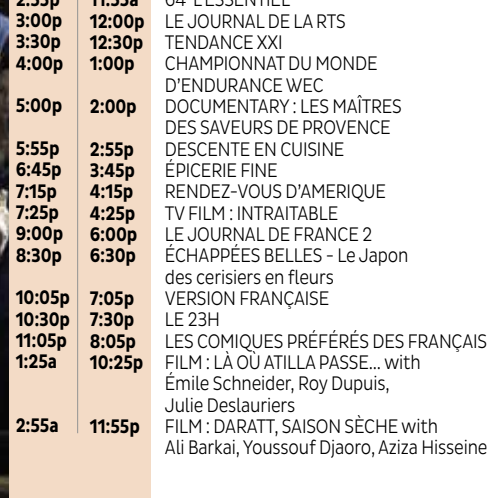 2:55p 11:55a 64' L'ESSENTIEL
3:00p 12:00p LE JOURNAL DE LA RTS
3:30p 12:30p TENDANCE XXI
4:00p 1:00p CHAMPIONNAT DU MONDE
D'ENDURANCE WEC
5:00p 2:00p DOCUMENTARY : LES MAÎTRES
DES SAVEURS DE PROVENCE
5:55p 2:55p DESCENTE EN CUISINE
6:45p 3:45p ÉPICERIE FINE
7:15p 4:15p RENDEZ-VOUS D'AMERIQUE
7:25p 4:25p TV FILM : INTRAITABLE
9:00p 6:00p LE JOURNAL DE FRANCE 2
8:30p 6:30p ÉCHAPPÉES BELLES - Le Japon
des cerisiers en fleurs
10:05p 7:05p VERSION FRANÇAISE
10:30p 7:30p LE 23H
11:05p 8:05p LES COMIQUES PRÉFÉRÉS DES FRANÇAIS
1:25a 10:25p FILM : LÀ OÙ ATILLA PASSE... with
Émile Schneider, Roy Dupuis,
Julie Deslauriers
2:55a 11:55p FILM : DARATT, SAISON SÈCHE with
Ali Barkai, Youssouf Djaoro, Aziza Hisseine